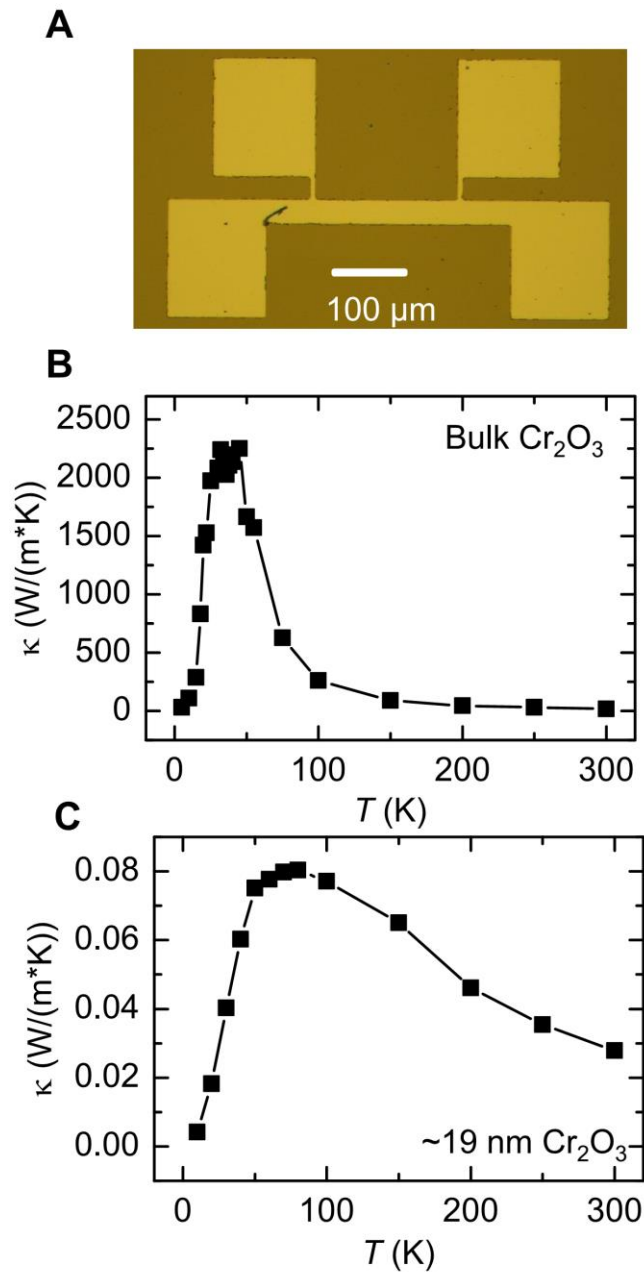 A
100 μm
B
2500
2000
1500
1000
500
0
κ (W/(m*K))
Bulk Cr₂O₃
0 100 200 300
T (K)
C
0.08
0.06
0.04
0.02
0.00
κ (W/(m*K))
~19 nm Cr₂O₃
0 100 200 300
T (K)